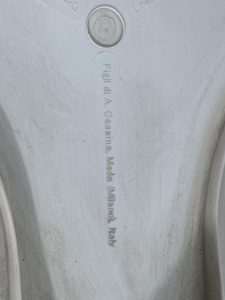 Figli di A. Cassina, Meda (Milano), Italy